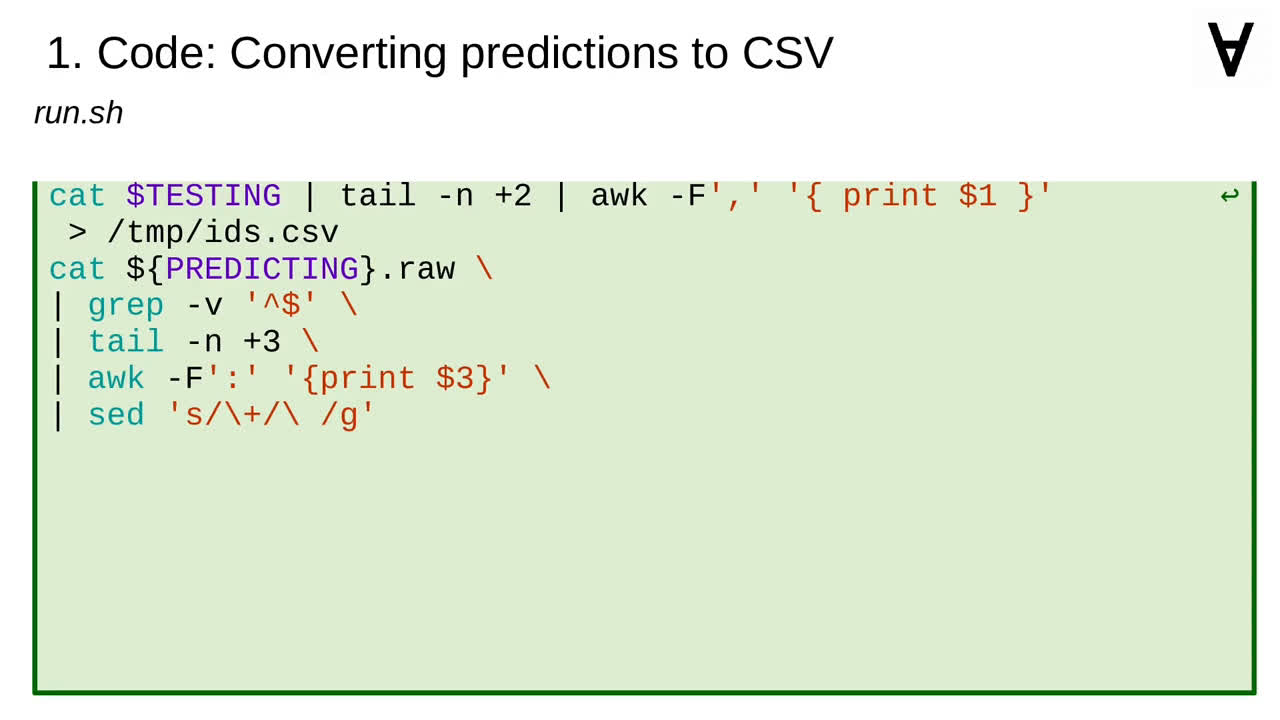 1. Code: Converting predictions to CSV
∀
run.sh
cat $TESTING | tail -n +2 | awk -F',' '{ print $1 }' ↩
 > /tmp/ids.csv
cat ${PREDICTING}.raw \
| grep -v '^$' \
| tail -n +3 \
| awk -F':' '{print $3}' \
| sed 's/\+/\ /g'